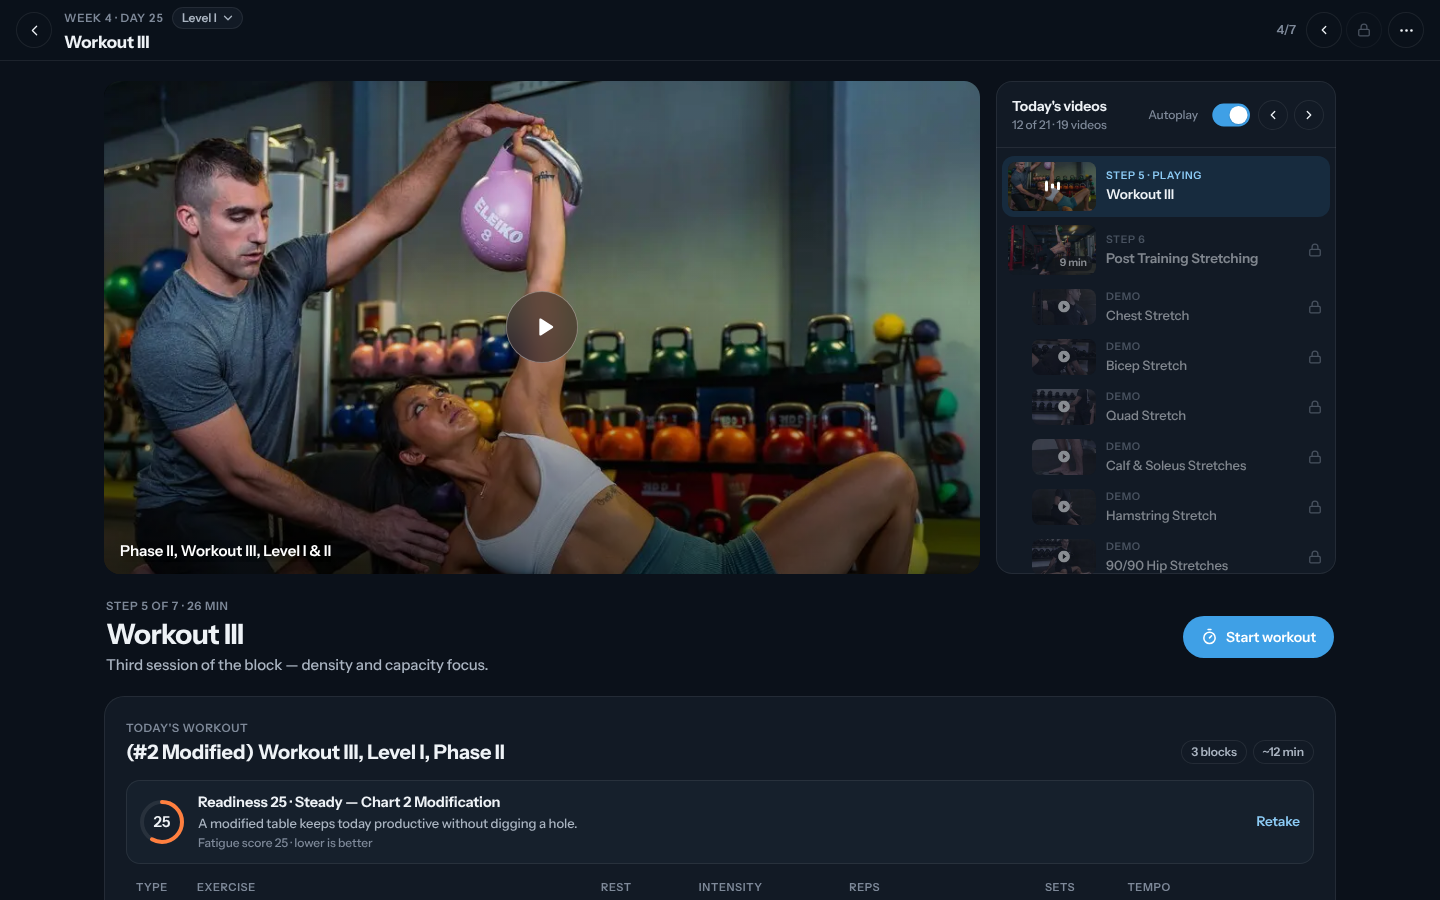 WEEK 4 · DAY 25
Level I
Workout III
4/7
ELEIKO
8
Phase II, Workout III, Level I & II
Today's videos
12 of 21 · 19 videos
Autoplay
STEP 5 · PLAYING
Workout III
STEP 6
Post Training Stretching
9 min
DEMO
Chest Stretch
DEMO
Bicep Stretch
DEMO
Quad Stretch
DEMO
Calf & Soleus Stretches
DEMO
Hamstring Stretch
DEMO
90/90 Hip Stretches
STEP 5 OF 7 · 26 MIN
Workout III
Third session of the block — density and capacity focus.
Start workout
TODAY'S WORKOUT
(#2 Modified) Workout III, Level I, Phase II
3 blocks
~12 min
25
Readiness 25 · Steady — Chart 2 Modification
A modified table keeps today productive without digging a hole.
Fatigue score 25 · lower is better
Retake
TYPE EXERCISE REST INTENSITY REPS SETS TEMPO